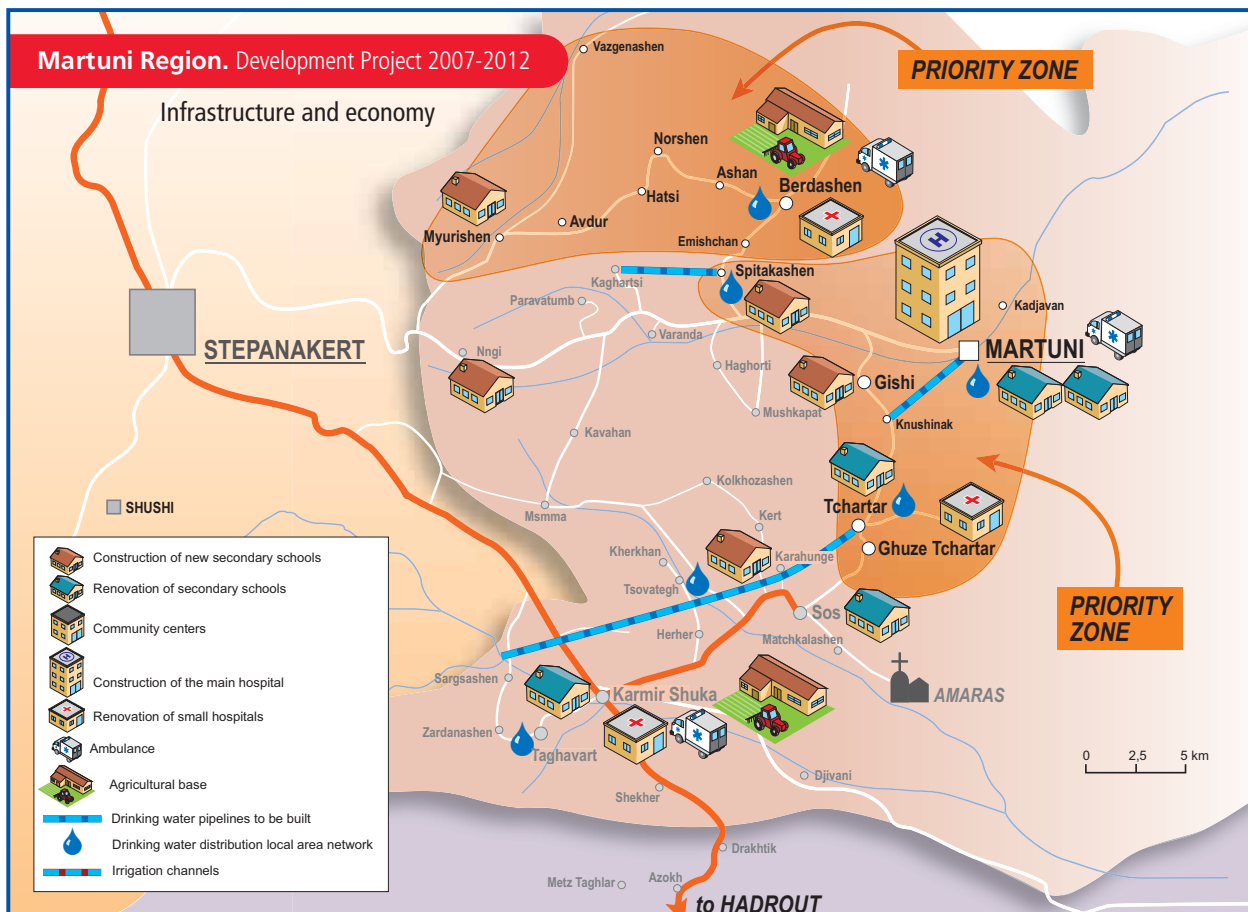 Martuni Region. Development Project 2007-2012
Infrastructure and economy
PRIORITY ZONE
Vazgenashen
Norshen
Ashan
Hatsi
Berdashen
Avdur
Myurishen
Emishchan
Kaghartsi
Spitakashen
Paravatumb
Kadjavan
Varanda
STEPANAKERT
MARTUNI
Nngi
Haghorti
Gishi
Mushkapat
Knushinak
Kavahan
Kolkhozashen
SHUSHI
Msmma
Kert
Tchartar
Ghuze Tchartar
Kherkhan
Karahunge
Tsovategh
PRIORITY
ZONE
Sos
Herher
Matchkalashen
Sargsashen
Karmir Shuka
AMARAS
Zardanashen
Taghavart
Djivani
Shekher
Drakhtik
Metz Taghlar
Azokh
to HADROUT
0 2,5 5 km
Construction of new secondary schools
Renovation of secondary schools
Community centers
H
Construction of the main hospital
Renovation of small hospitals
Ambulance
Agricultural base
Drinking water pipelines to be built
Drinking water distribution local area network
Irrigation channels
H